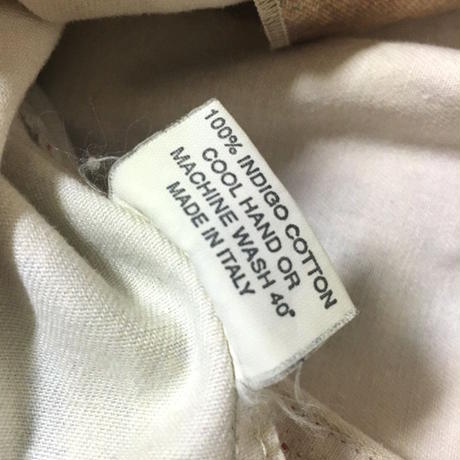 100% INDIGO COTTON
COOL HAND OR
MACHINE WASH 40°
MADE IN ITALY